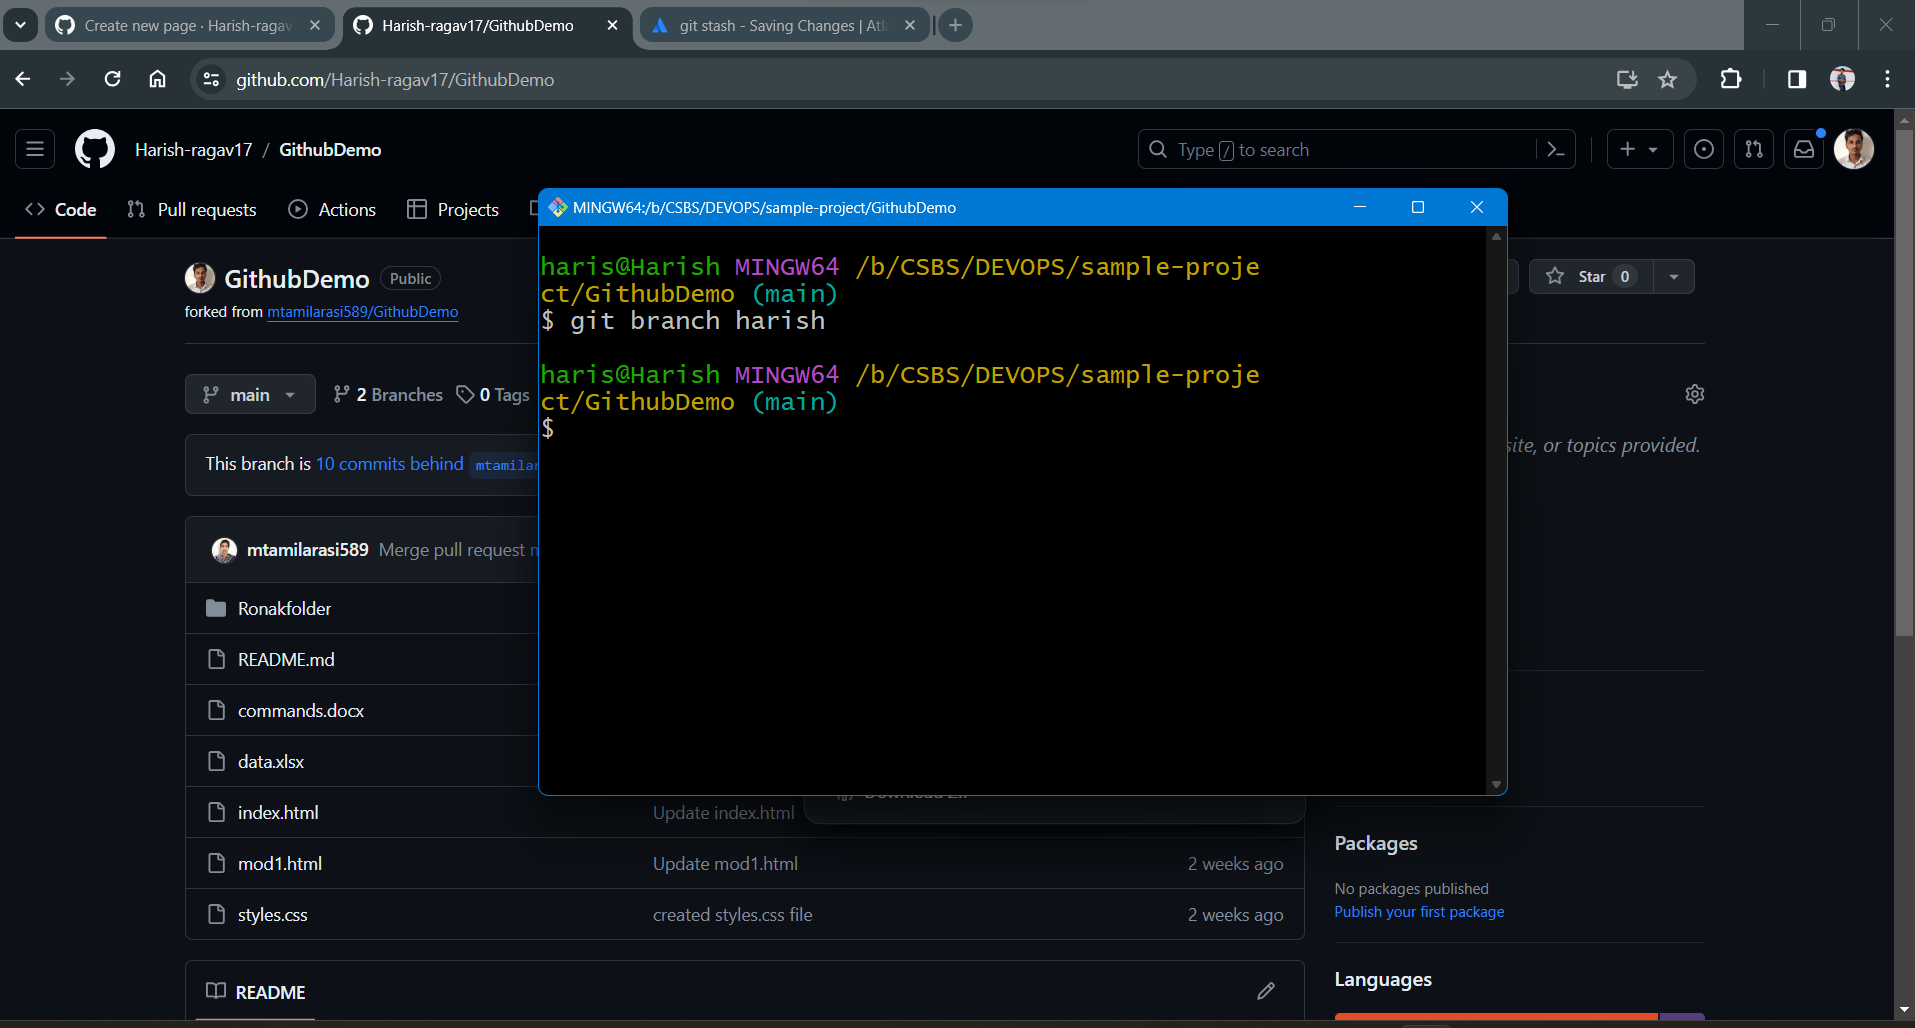 Create new page · Harish-ragav
Harish-ragav17/GithubDemo
git stash - Saving Changes | Atl
github.com/Harish-ragav17/GithubDemo
Harish-ragav17 / GithubDemo
Type / to search
Code
Pull requests
Actions
Projects
MINGW64:/b/CSBS/DEVOPS/sample-project/GithubDemo
haris@Harish MINGW64 /b/CSBS/DEVOPS/sample-proje
ct/GithubDemo (main)
$ git branch harish
haris@Harish MINGW64 /b/CSBS/DEVOPS/sample-proje
ct/GithubDemo (main)
$
GithubDemo Public
forked from mtamilarasi589/GithubDemo
Star 0
main
2 Branches
0 Tags
site, or topics provided.
This branch is 10 commits behind mtamilar
mtamilarasi589 Merge pull request
Ronakfolder
README.md
commands.docx
data.xlsx
index.html Update index.html
mod1.html Update mod1.html 2 weeks ago
styles.css created styles.css file 2 weeks ago
README
Packages
No packages published
Publish your first package
Languages